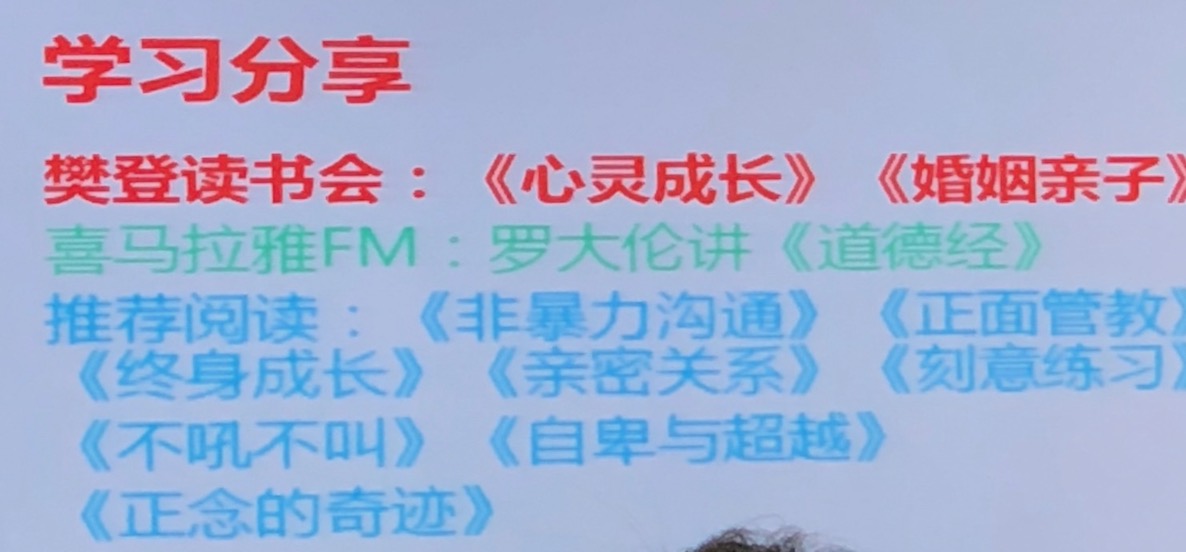 学习分享
樊登读书会：《心灵成长》 《婚姻亲子》
喜马拉雅FM：罗大伦讲《道德经》
推荐阅读：《非暴力沟通》 《正面管教》
《终身成长》 《亲密关系》 《刻意练习》
《不吼不叫》 《自卑与超越》
《正念的奇迹》